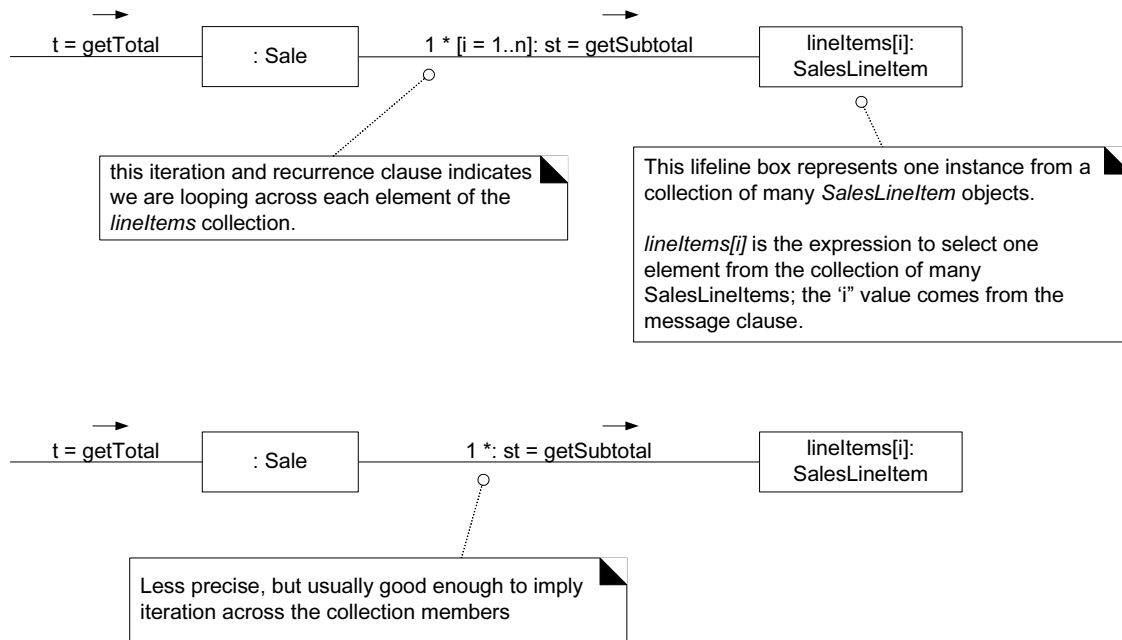 t = getTotal
: Sale
1 * [i = 1..n]: st = getSubtotal
lineItems[i]:
SalesLineItem
this iteration and recurrence clause indicates
we are looping across each element of the
lineItems collection.
This lifeline box represents one instance from a
collection of many SalesLineItem objects.
lineItems[i] is the expression to select one
element from the collection of many
SalesLineItems; the ‘i” value comes from the
message clause.
t = getTotal
: Sale
1 *: st = getSubtotal
lineItems[i]:
SalesLineItem
Less precise, but usually good enough to imply
iteration across the collection members